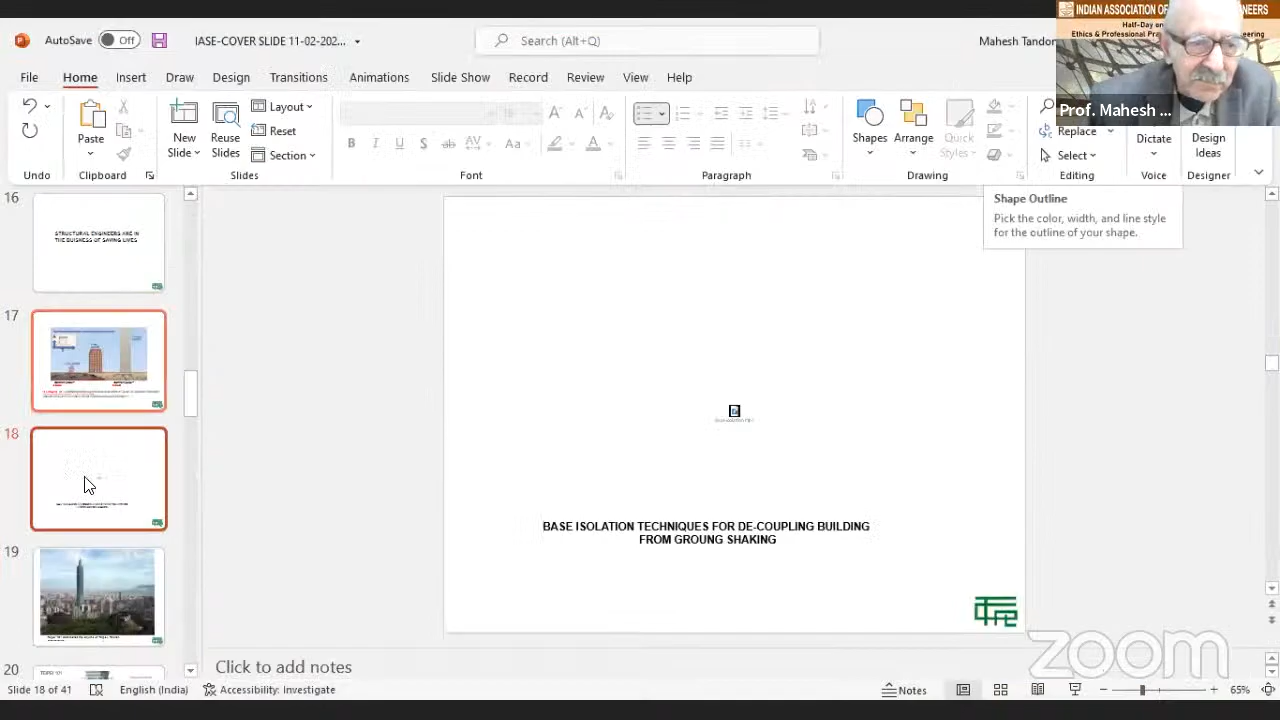 AutoSave Off IASE-COVER SLIDE 11-02-202... Search (Alt+Q) Mahesh Tandon
INDIAN ASSOCIATION OF
Half-Day on
Ethics & Professional
Prof. Mahesh ...
File Home Insert Draw Design Slide Show Transitions Animations Record Review View Help
Paste
New
Slide
Reuse
Slides
Layout
Reset
Section
Shapes
Arrange
Quick
Styles
Replace
Select
Dictate
Design
Ideas
Undo Clipboard Slides Font Paragraph Drawing Editing Voice Designer
Shape Outline
Pick the color, width, and line style
for the outline of your shape.
16
STRUCTURAL ENGINEERS ARE IN
THE BUISNESS OF SAVING LIVES
17
18
19
20
BASE ISOLATION TECHNIQUES FOR DE-COUPLING BUILDING
FROM GROUNG SHAKING
zoom
Click to add notes
Slide 18 of 41 English (India) Accessibility: Investigate Notes 65%